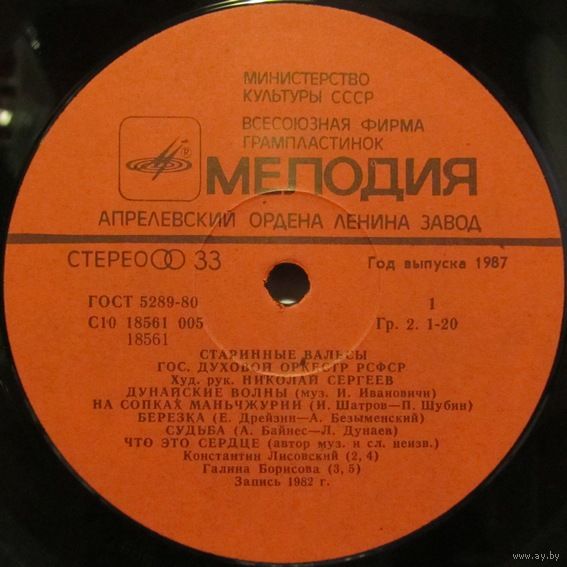 МИНИСТЕРСТВО
КУЛЬТУРЫ СССР
ВСЕСОЮЗНАЯ ФИРМА
ГРАМПЛАСТИНОК
®
МЕЛОДИЯ
АПРЕЛЕВСКИЙ ОРДЕНА ЛЕНИНА ЗАВОД
СТЕРЕО 33
Год выпуска 1987
ГОСТ 5289-80
1
С10 18561 005
Гр. 2. 1-20
18561
СТАРИННЫЕ ВАЛЬСЫ
ГОС. ДУХОВОЙ ОРКЕСТР РСФСР
Худ. рук. НИКОЛАЙ СЕРГЕЕВ
ДУНАЙСКИЕ ВОЛНЫ (муз. И. Ивановичи)
НА СОПКАХ МАНЬЧЖУРИИ (И. Шатров—П. Шубин)
БЕРЕЗКА (Е. Дрейзин—А. Безыменский)
СУДЬБА (А. Байнес—Л. Дунаев)
ЧТО ЭТО СЕРДЦЕ (автор муз. и сл. неизв.)
Константин Лисовский (2, 4)
Галина Борисова (3, 5)
Запись 1982 г.
www.ay.by